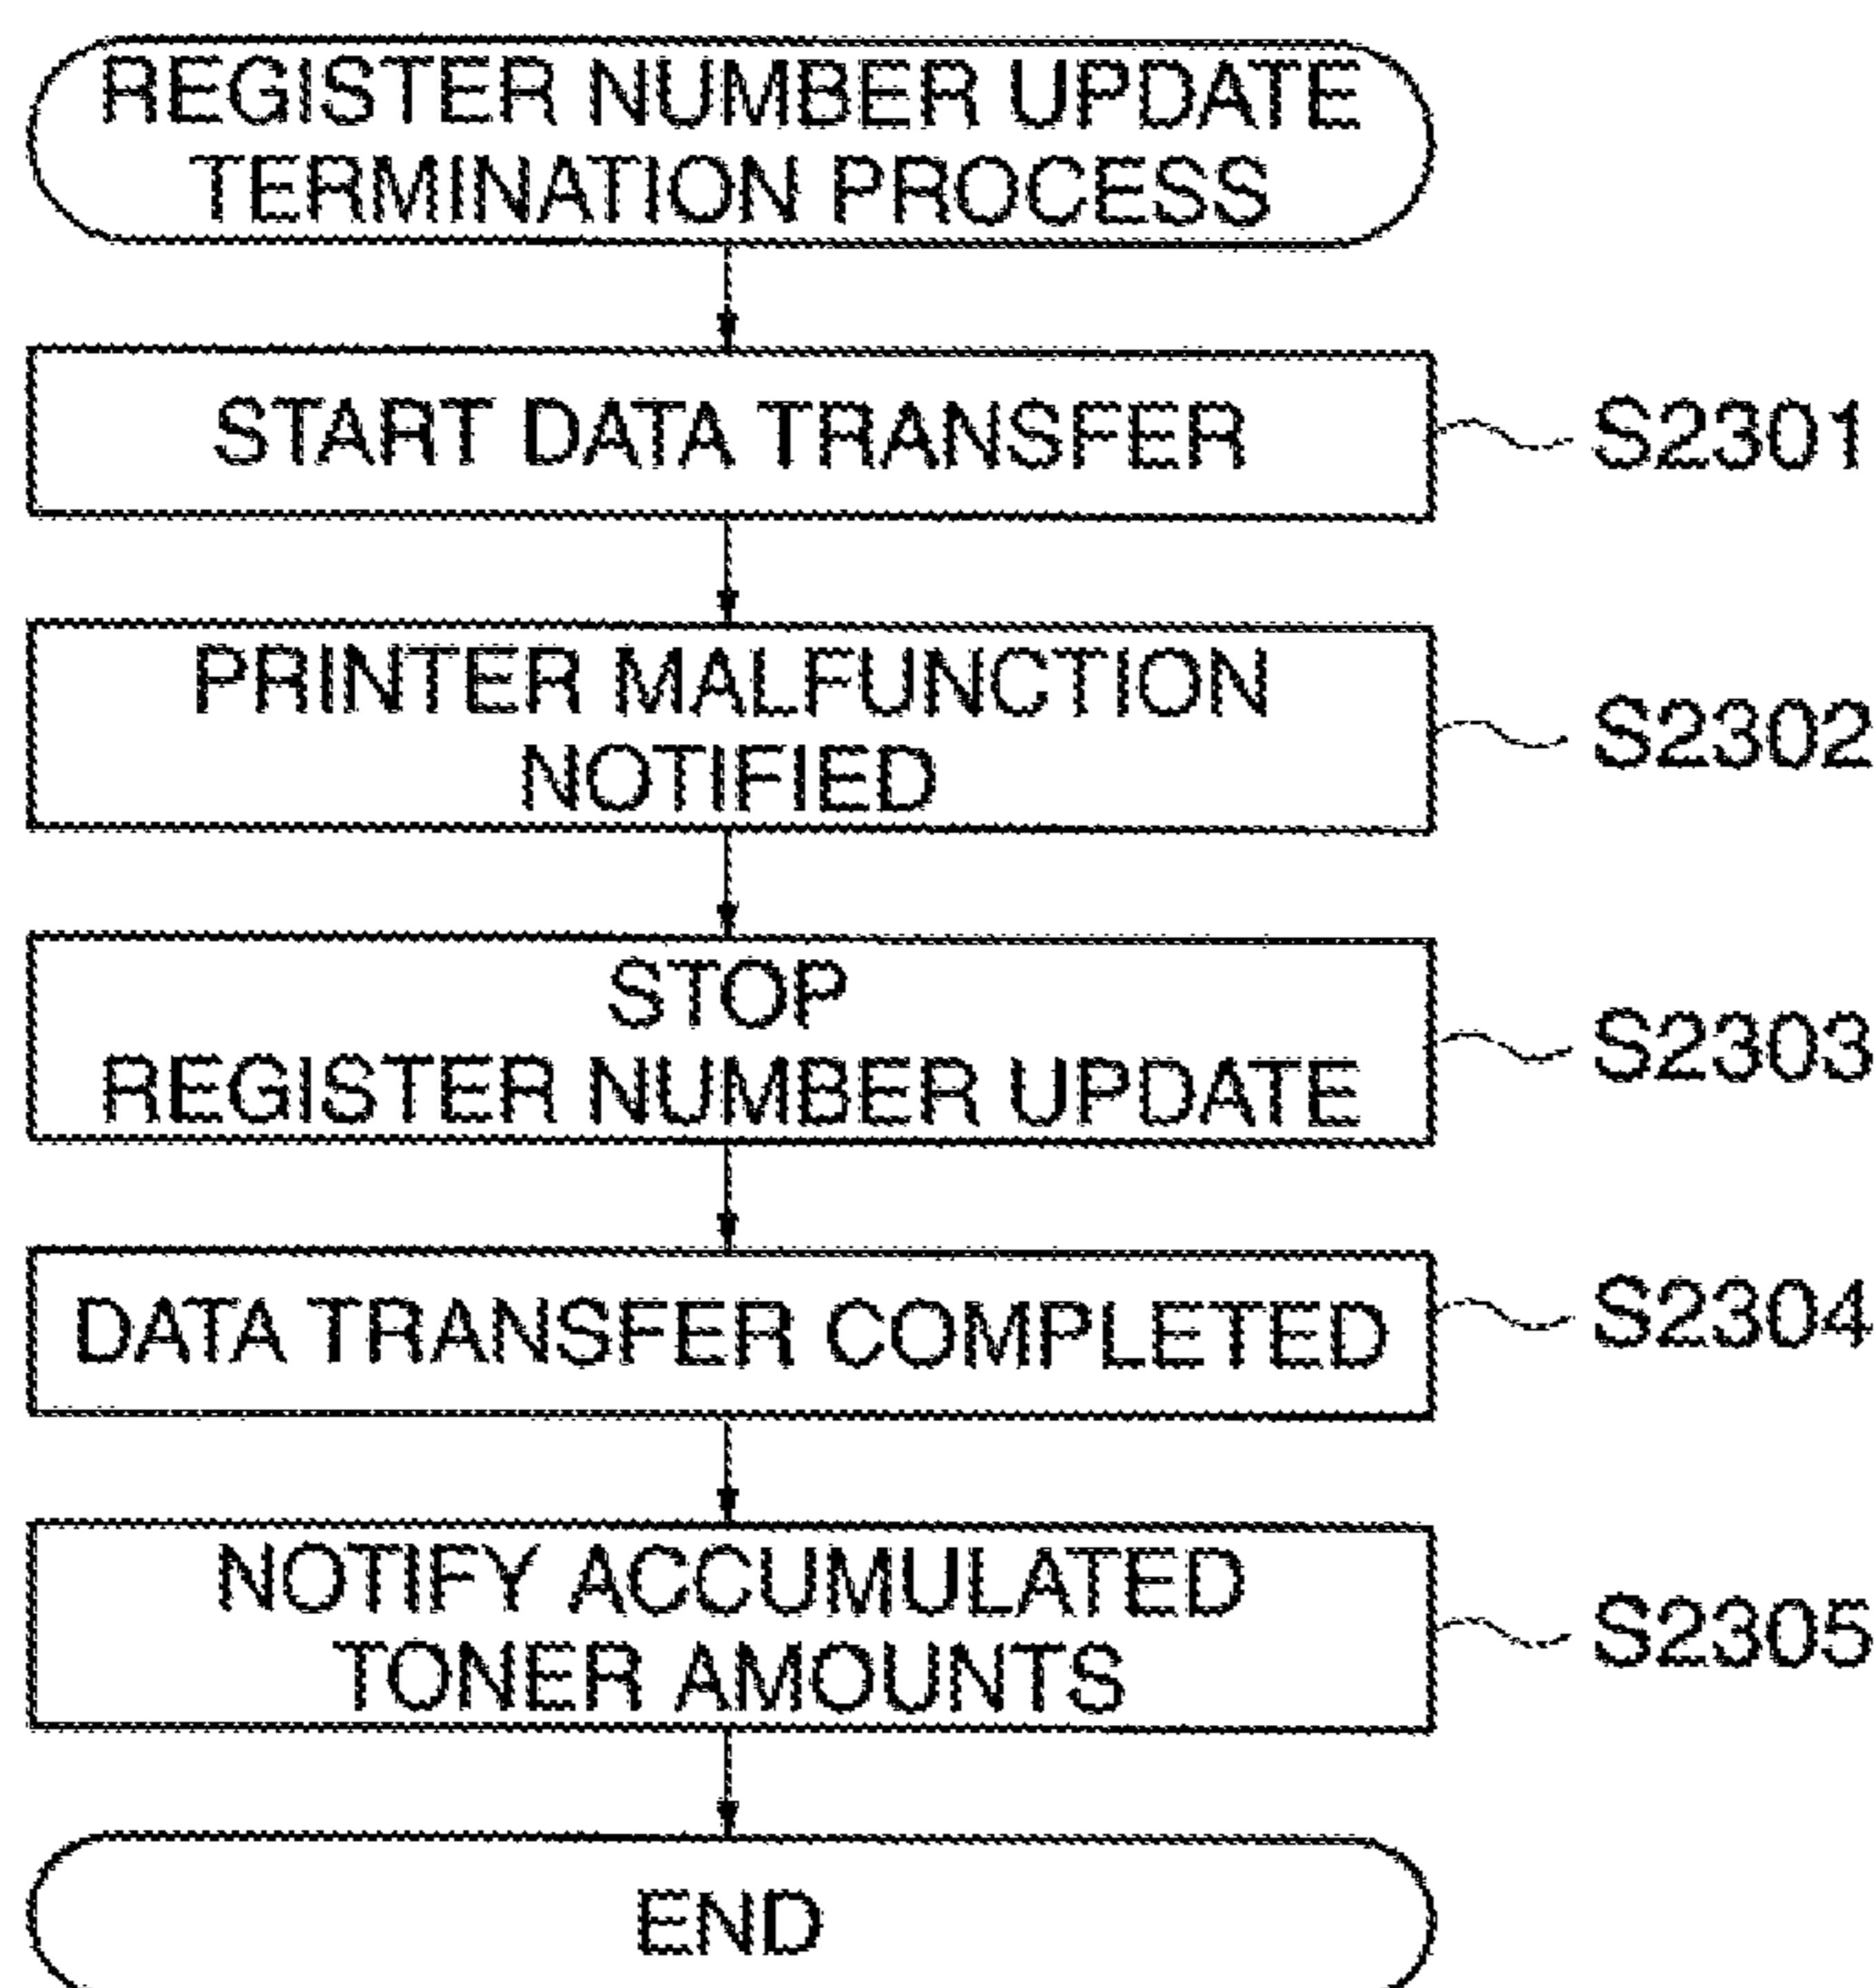 REGISTER NUMBER UPDATE
TERMINATION PROCESS
START DATA TRANSFER
S2301
PRINTER MALFUNCTION
NOTIFIED
S2302
STOP
REGISTER NUMBER UPDATE
S2303
DATA TRANSFER COMPLETED
S2304
NOTIFY ACCUMULATED
TONER AMOUNTS
S2305
END